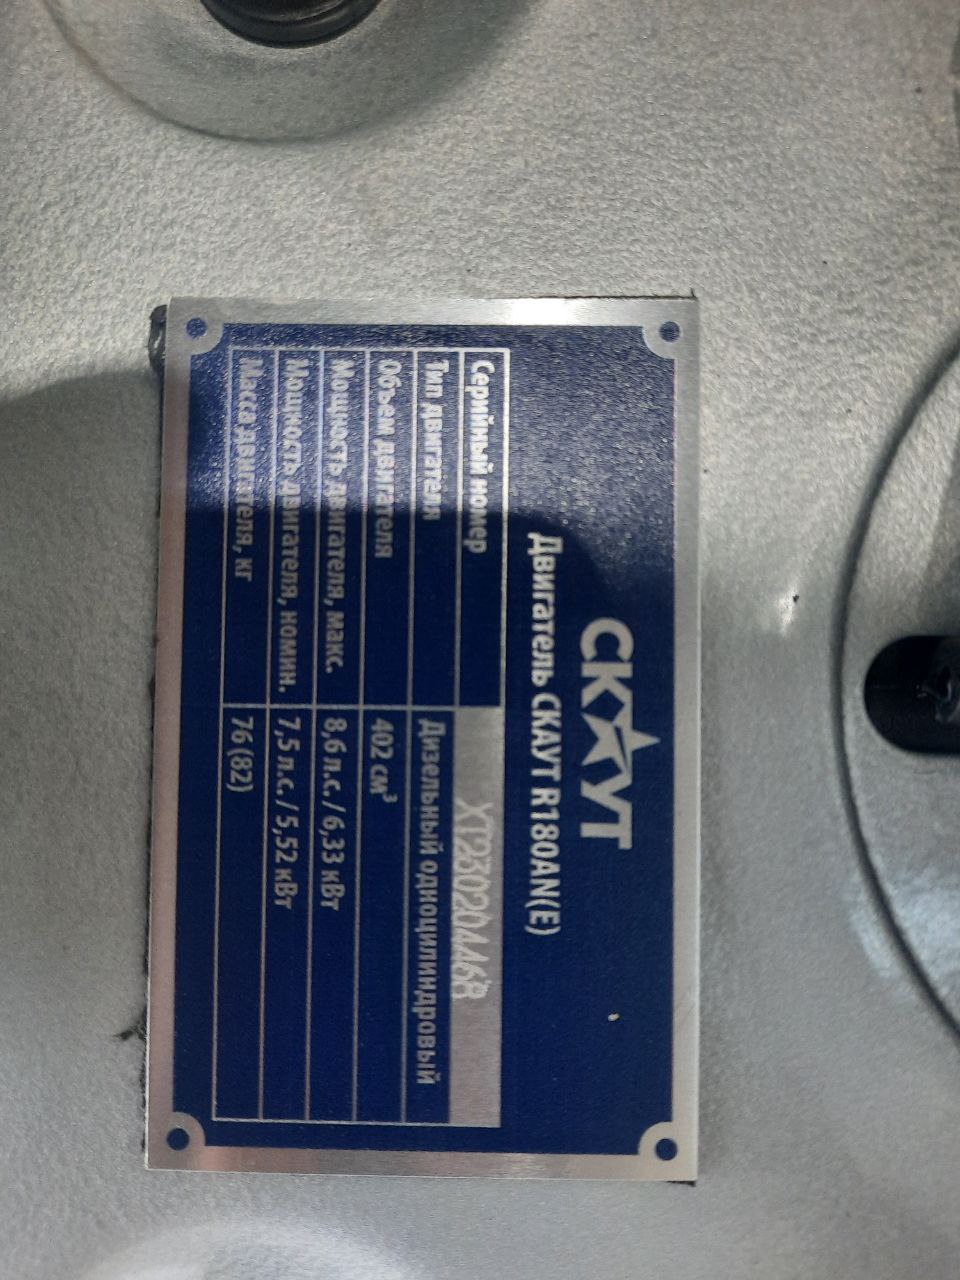 СКАУТ
Двигатель СКАУТ R180AN(E)
Серийный номер XT230204468
Тип двигателя Дизельный одноцилиндровый
Объем двигателя 402 см³
Мощность двигателя, макс. 8,6 л.с. / 6,33 кВт
Мощность двигателя, номин. 7,5 л.с. / 5,52 кВт
Масса двигателя, кг 76 (82)